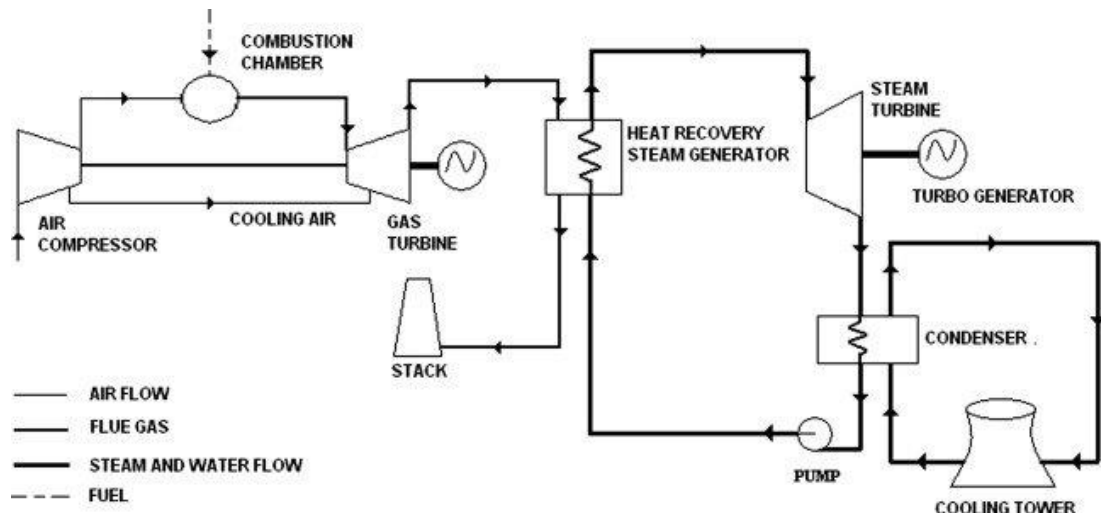 COMBUSTION
CHAMBER
STEAM
TURBINE
HEAT RECOVERY
STEAM GENERATOR
TURBO GENERATOR
COOLING AIR
AIR
COMPRESSOR
GAS
TURBINE
CONDENSER .
STACK
AIR FLOW
FLUE GAS
STEAM AND WATER FLOW
FUEL
PUMP
COOLING TOWER